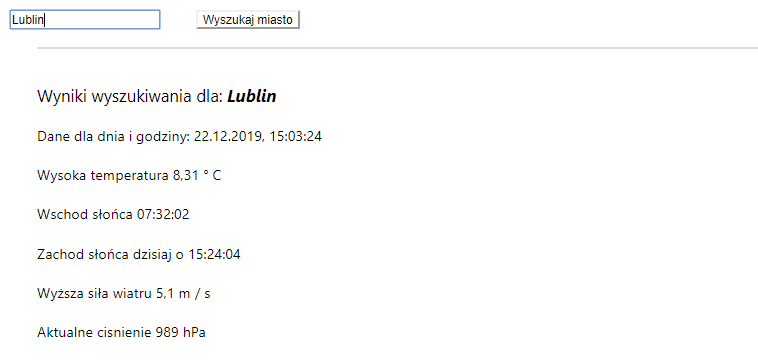 Lublin Wyszukaj miasto
Wyniki wyszukiwania dla: Lublin
Dane dla dnia i godziny: 22.12.2019, 15:03:24
Wysoka temperatura 8,31 ° C
Wschod słońca 07:32:02
Zachod słońca dzisiaj o 15:24:04
Wyższa siła wiatru 5,1 m / s
Aktualne cisnienie 989 hPa